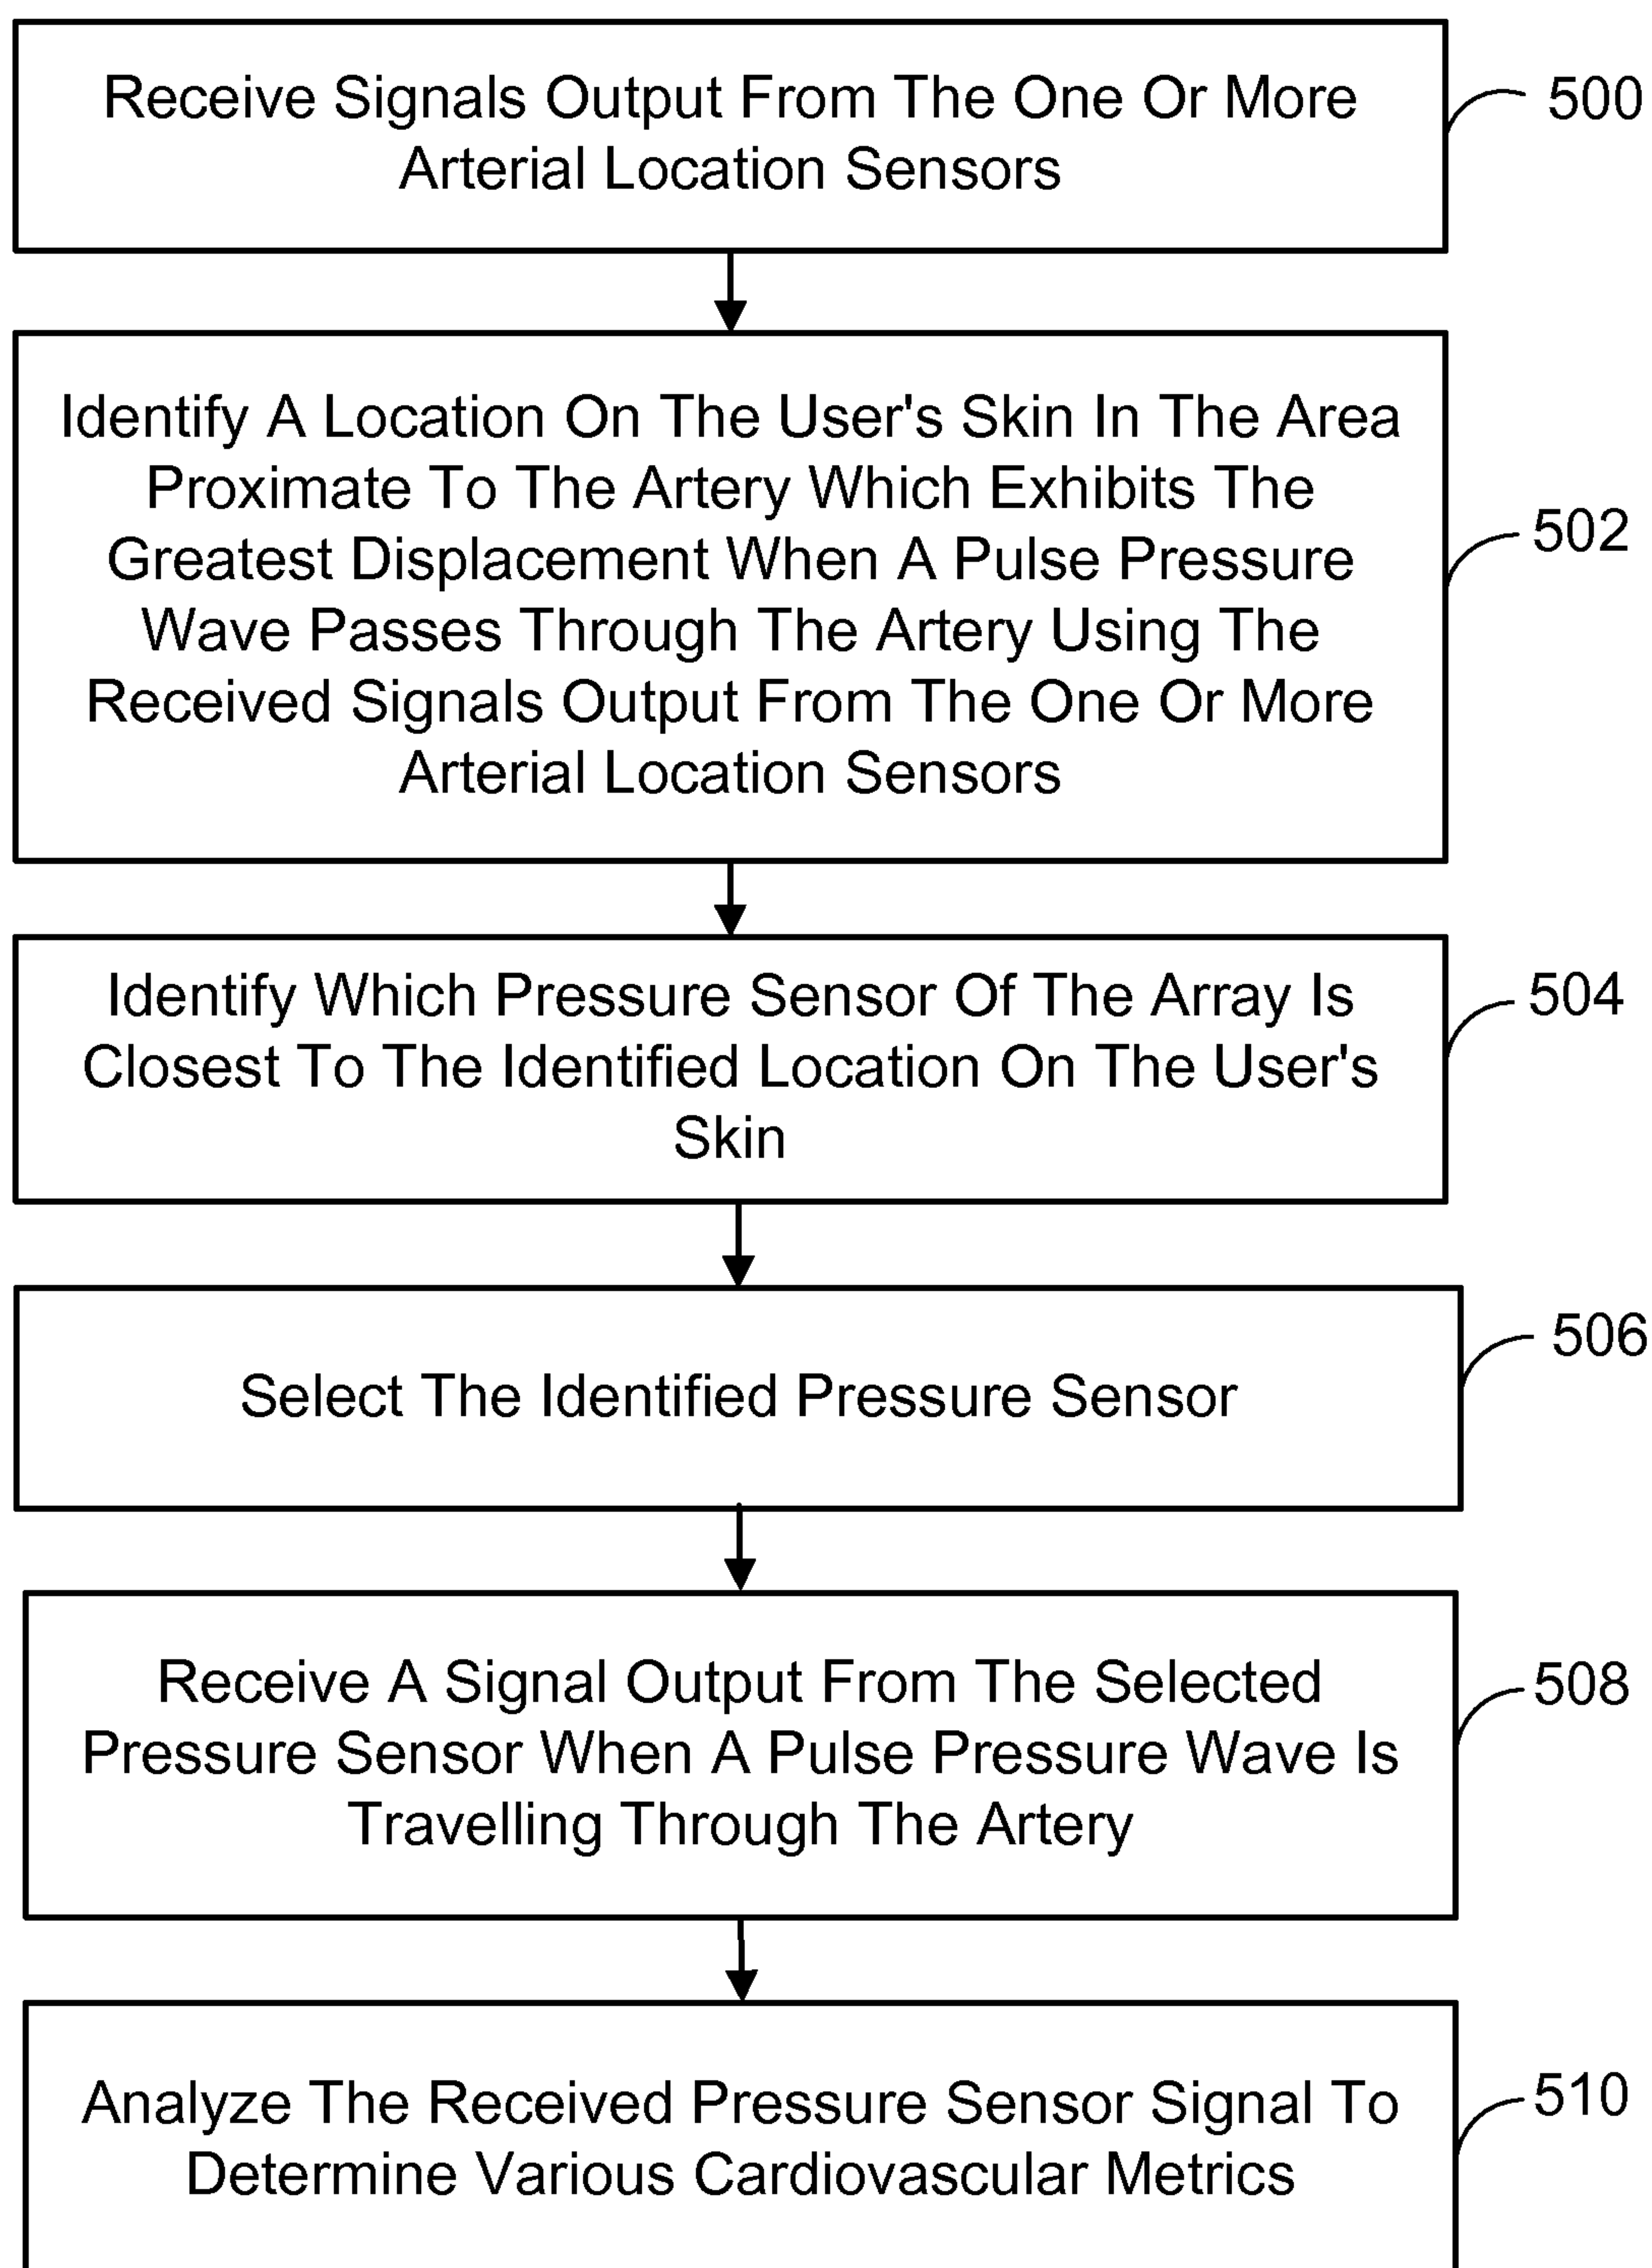 Receive Signals Output From The One Or More
Arterial Location Sensors
500
Identify A Location On The User's Skin In The Area
Proximate To The Artery Which Exhibits The
Greatest Displacement When A Pulse Pressure
Wave Passes Through The Artery Using The
Received Signals Output From The One Or More
Arterial Location Sensors
502
Identify Which Pressure Sensor Of The Array Is
Closest To The Identified Location On The User's
Skin
504
Select The Identified Pressure Sensor
506
Receive A Signal Output From The Selected
Pressure Sensor When A Pulse Pressure Wave Is
Travelling Through The Artery
508
Analyze The Received Pressure Sensor Signal To
Determine Various Cardiovascular Metrics
510